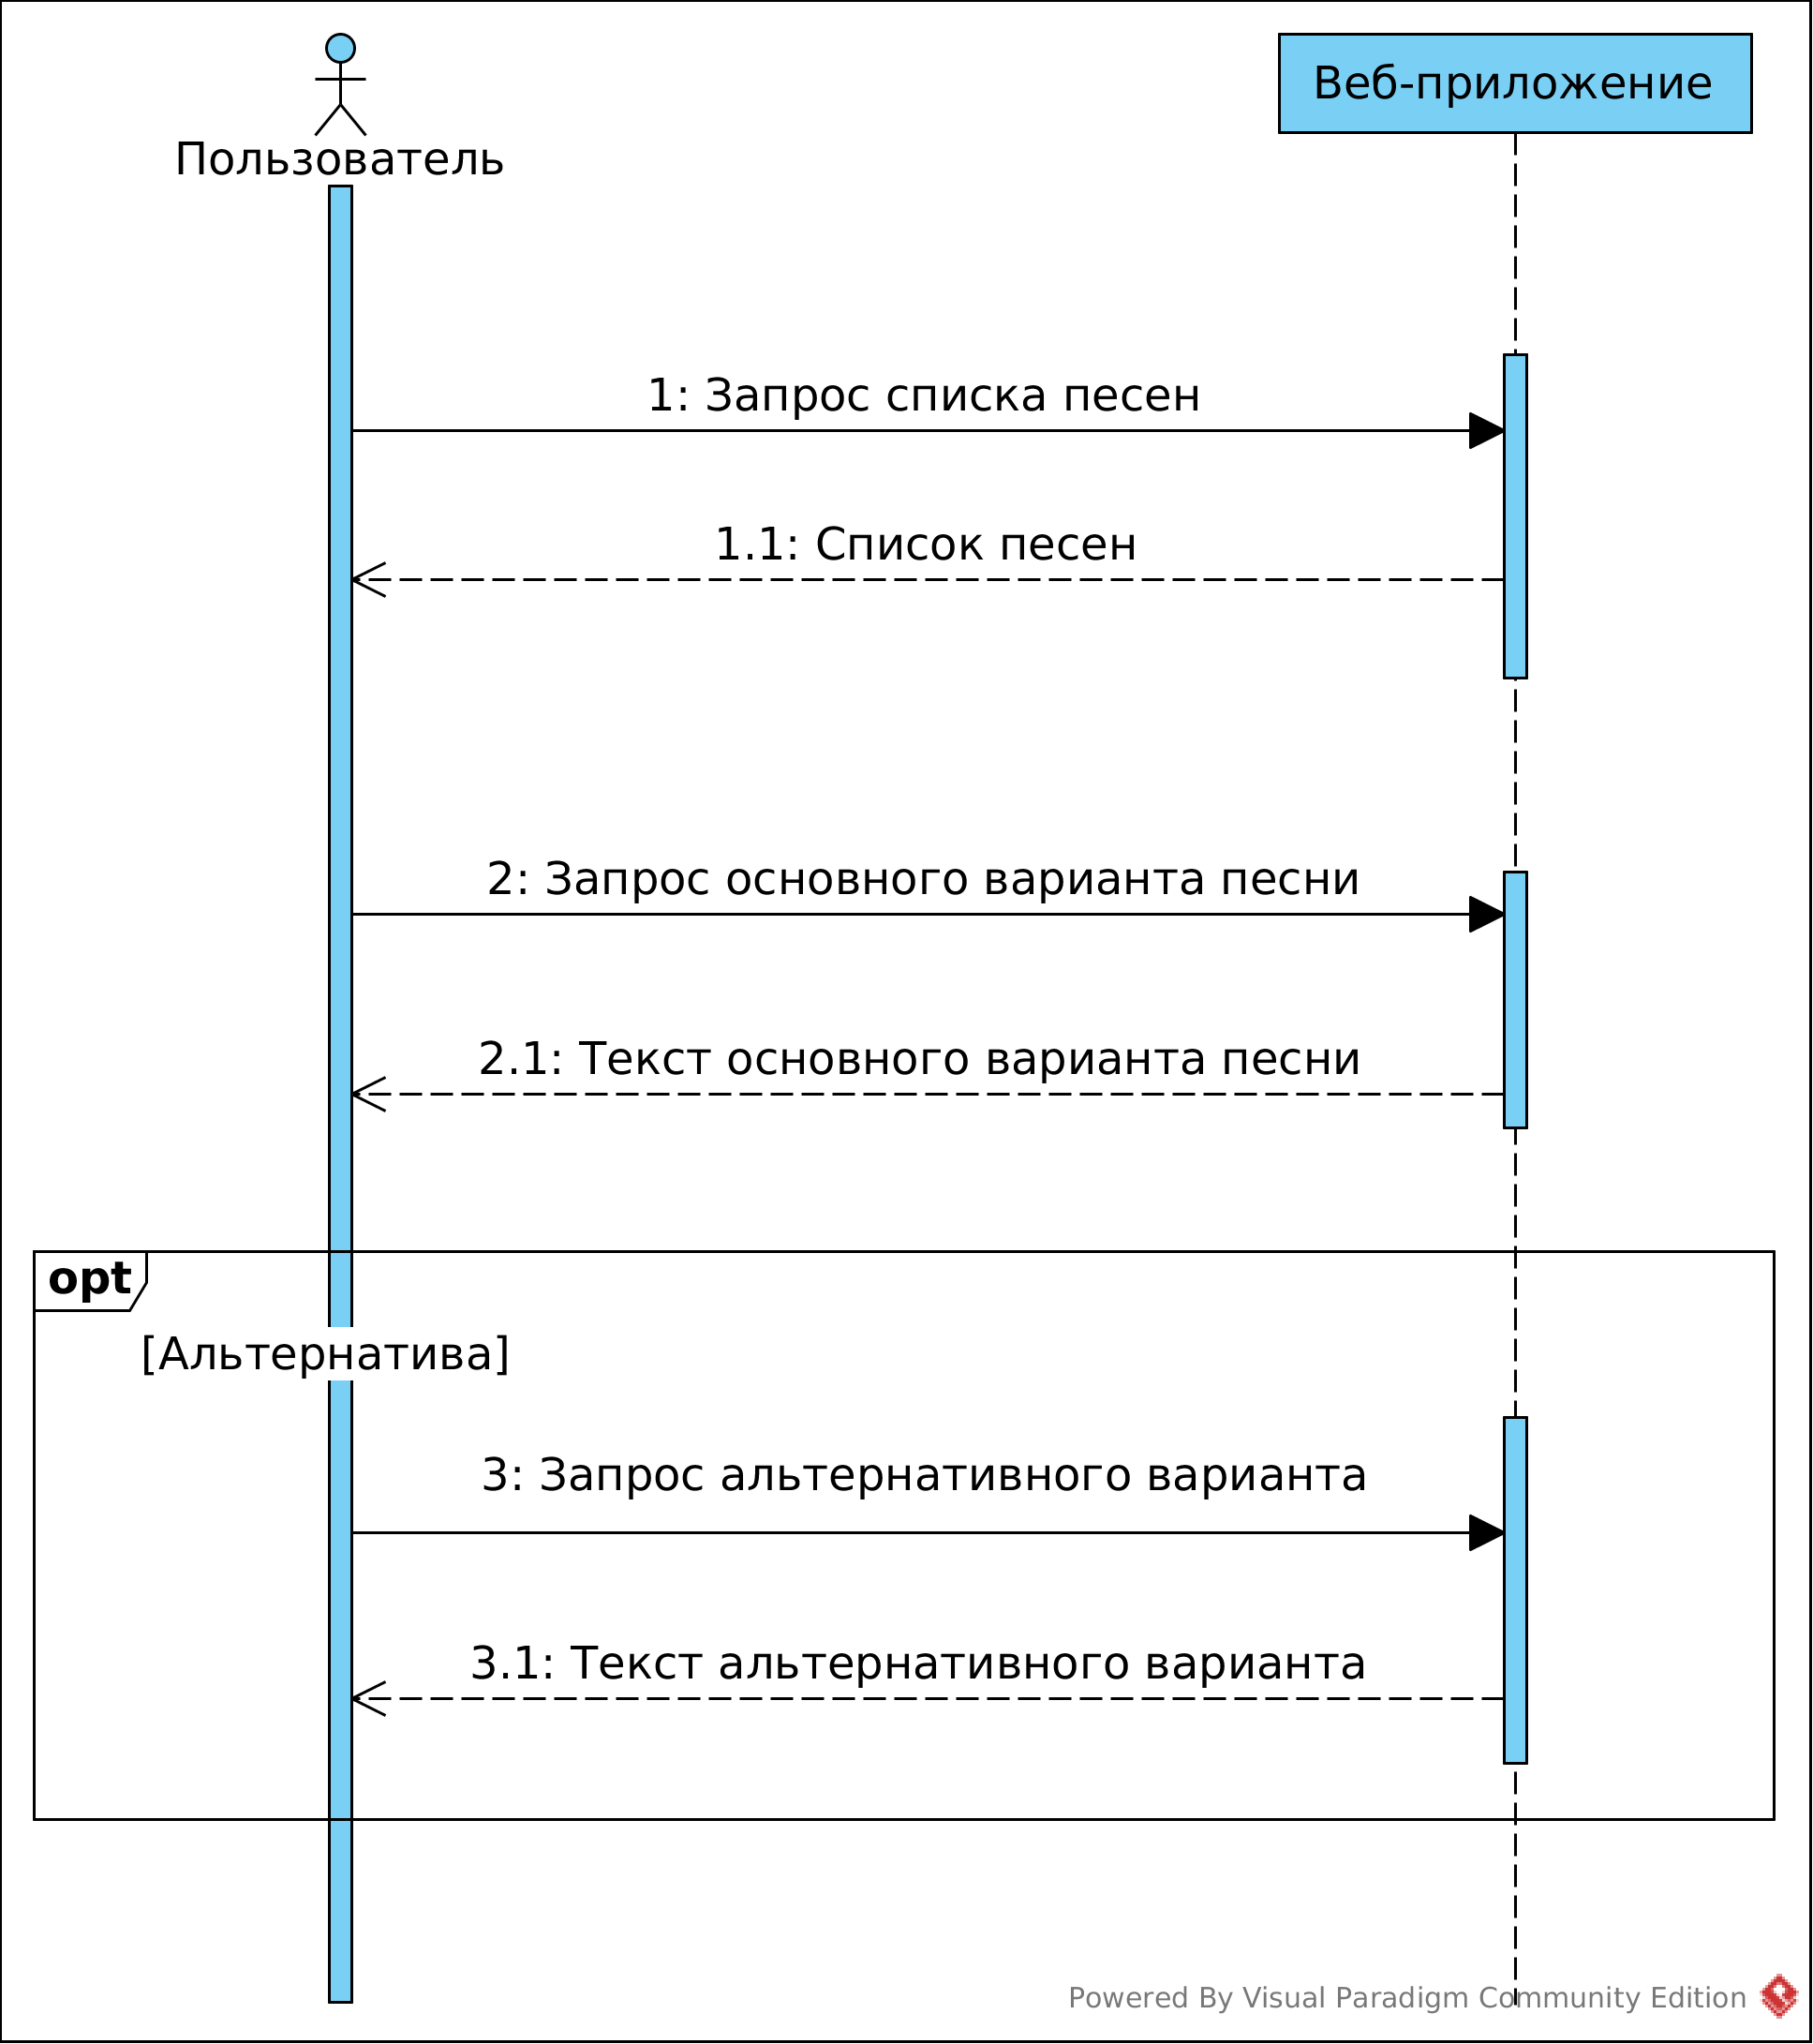 Пользователь
Веб-приложение
1: Запрос списка песен
1.1: Список песен
2: Запрос основного варианта песни
2.1: Текст основного варианта песни
opt
[Альтернатива]
3: Запрос альтернативного варианта
3.1: Текст альтернативного варианта
Powered By Visual Paradigm Community Edition